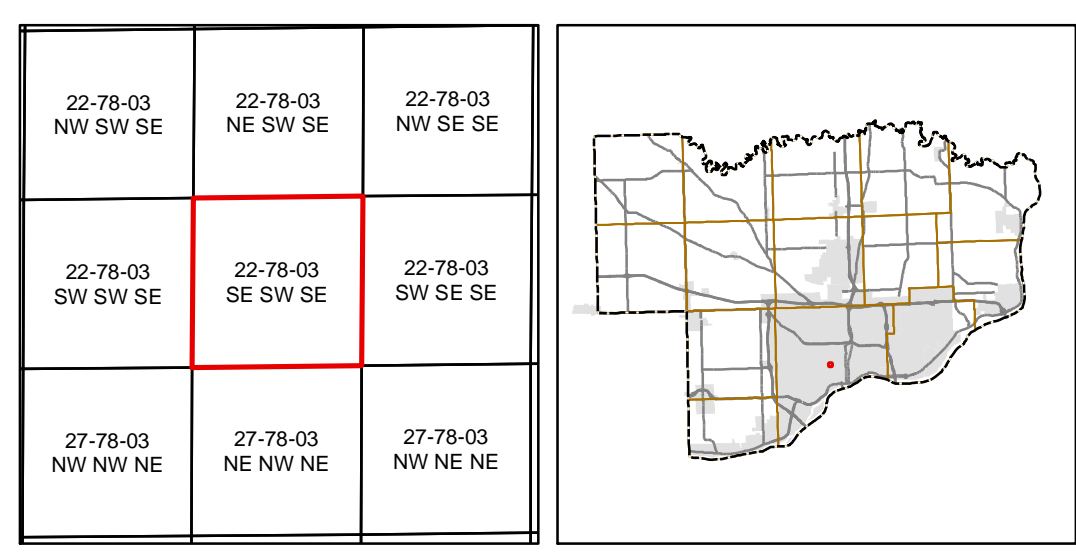 22-78-03
NW SW SE
22-78-03
NE SW SE
22-78-03
NW SE SE
22-78-03
SW SW SE
22-78-03
SE SW SE
22-78-03
SW SE SE
27-78-03
NW NW NE
27-78-03
NE NW NE
27-78-03
NW NE NE